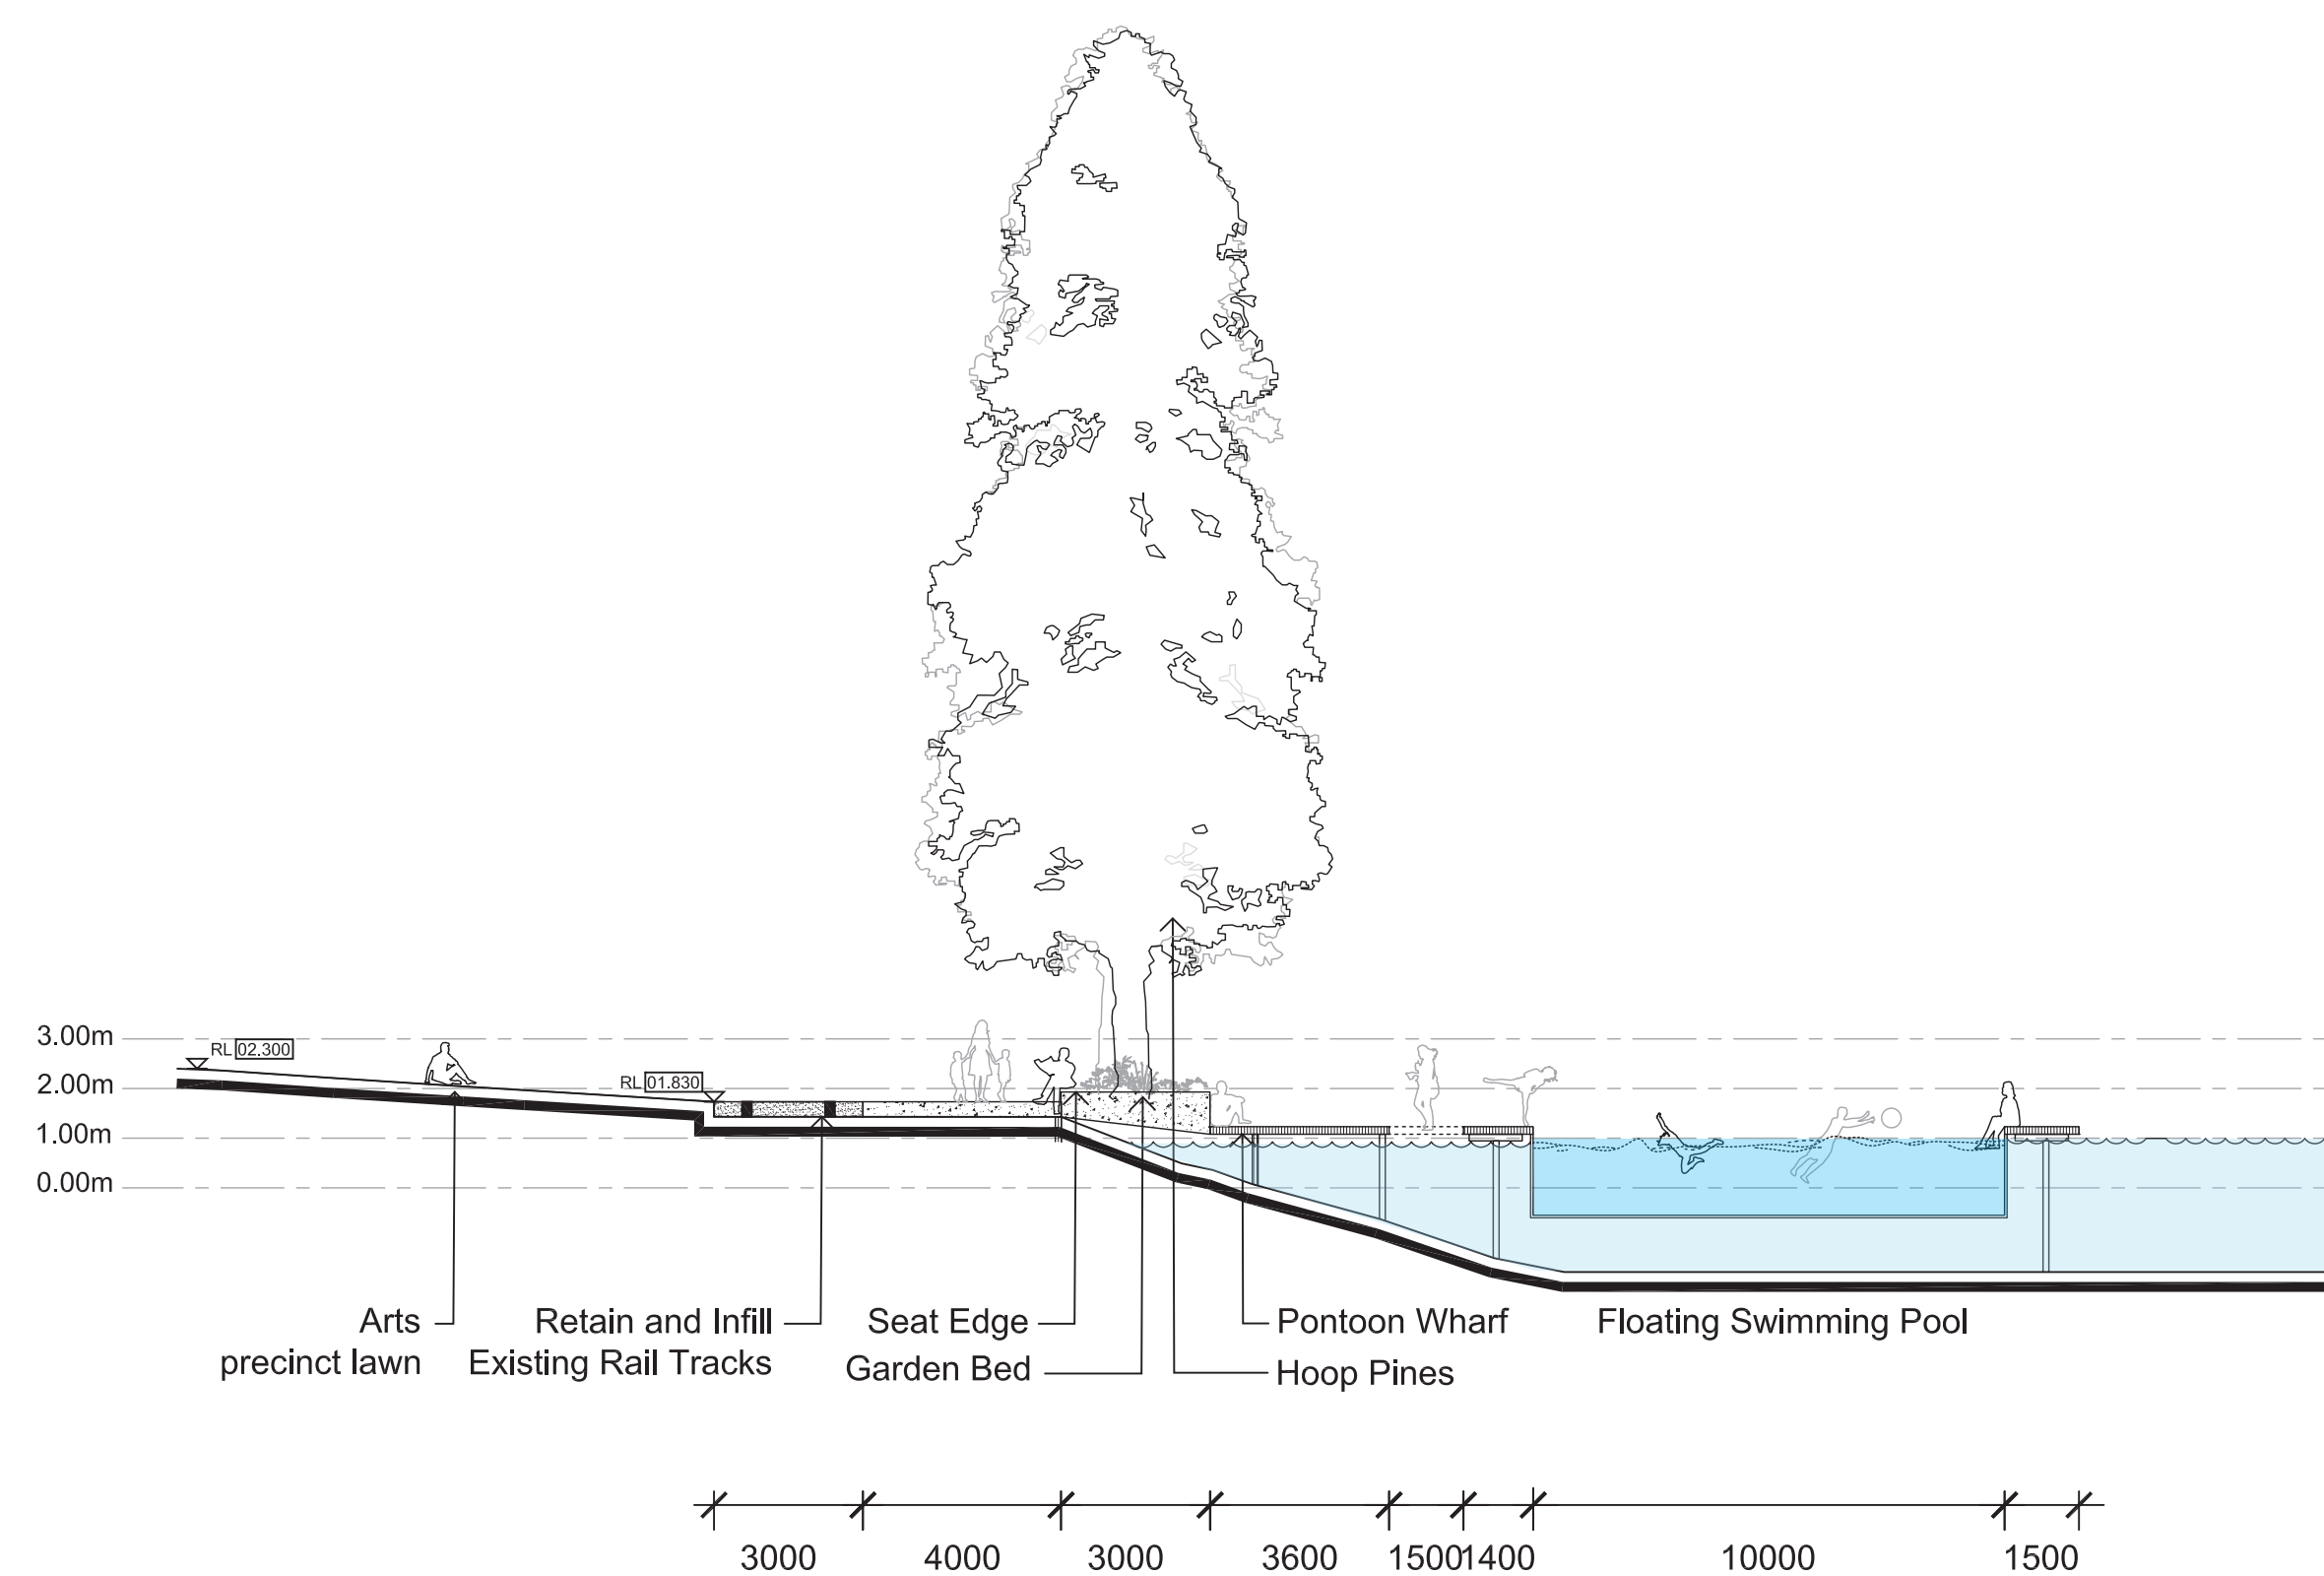 3.00m
RL 02.300
2.00m
RL 01.830
1.00m
0.00m
Arts
precinct lawn
Retain and Infill
Existing Rail Tracks
Seat Edge
Garden Bed
Pontoon Wharf
Hoop Pines
Floating Swimming Pool
3000 4000 3000 3600 1500 1400 10000 1500